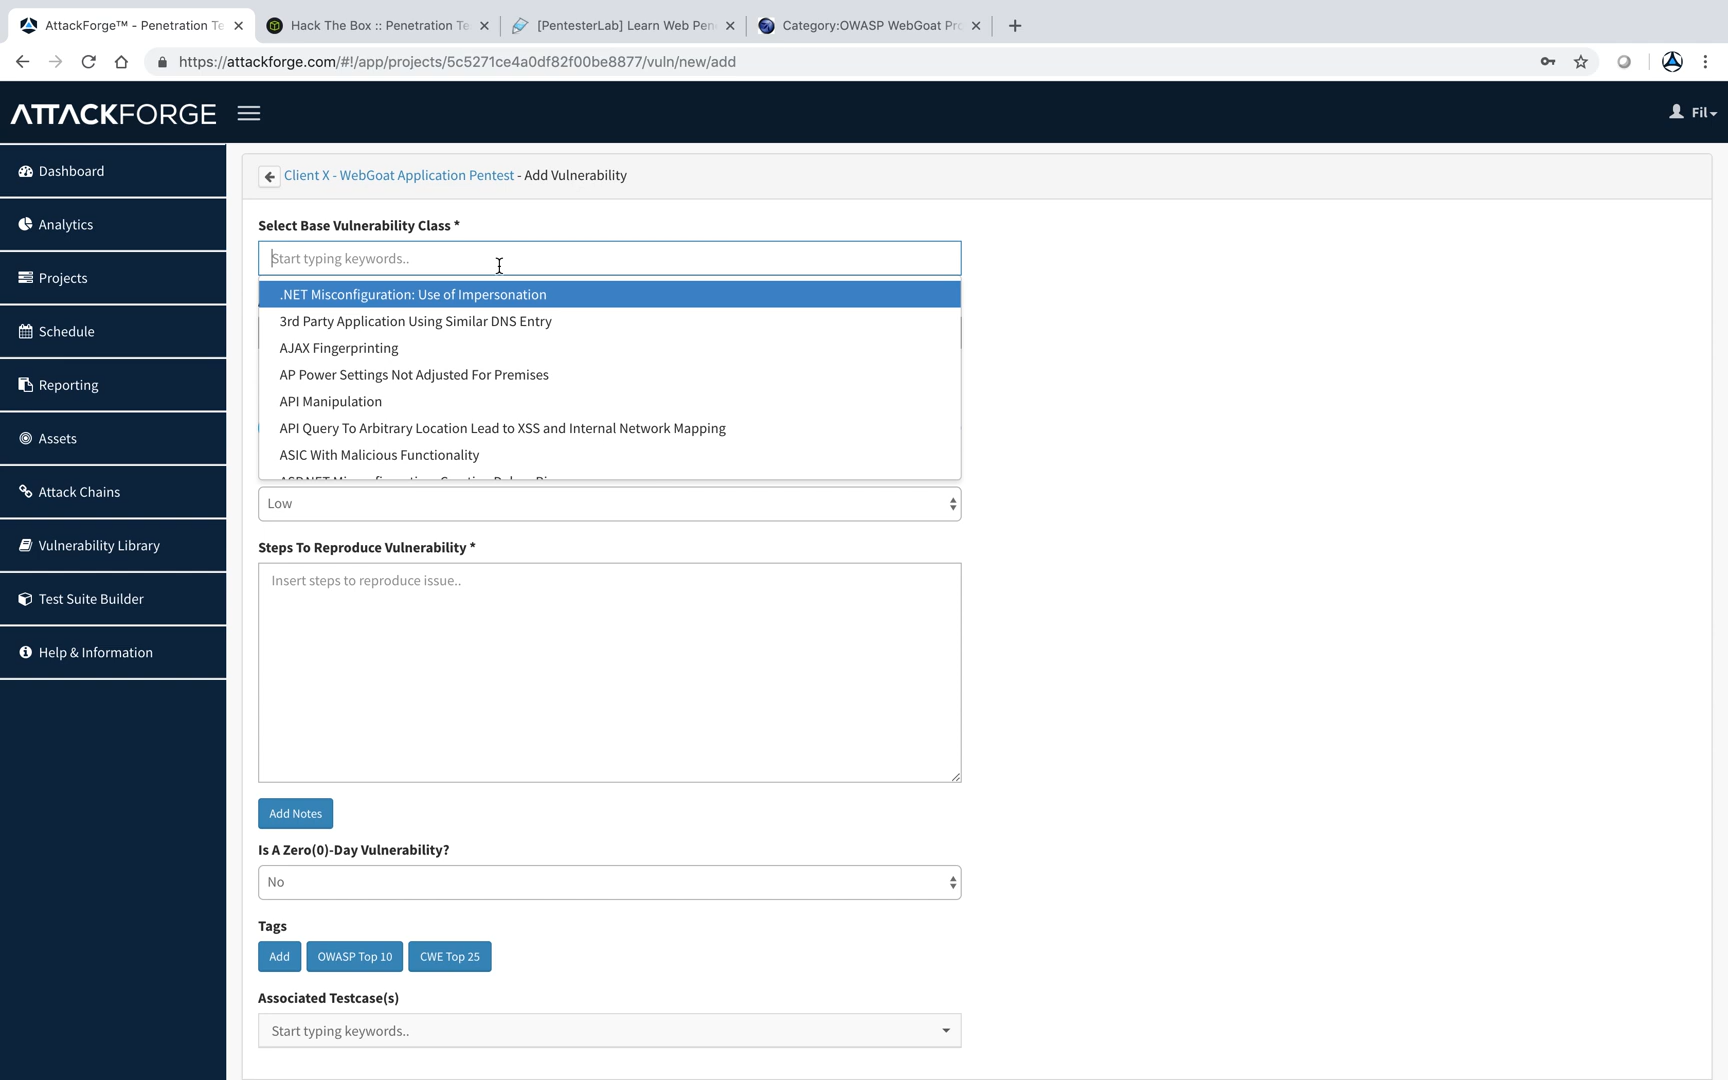 AttackForge™ - Penetration Te
Hack The Box :: Penetration Te
[PentesterLab] Learn Web Pen
Category:OWASP WebGoat Pro
https://attackforge.com/#!/app/projects/5c5271ce4a0df82f00be8877/vuln/new/add
ATTACKFORGE
Fil
Dashboard
Analytics
Projects
Schedule
Reporting
Assets
Attack Chains
Vulnerability Library
Test Suite Builder
Help & Information
Client X - WebGoat Application Pentest - Add Vulnerability
Select Base Vulnerability Class *
Start typing keywords..
.NET Misconfiguration: Use of Impersonation
3rd Party Application Using Similar DNS Entry
AJAX Fingerprinting
AP Power Settings Not Adjusted For Premises
API Manipulation
API Query To Arbitrary Location Lead to XSS and Internal Network Mapping
ASIC With Malicious Functionality
Low
Steps To Reproduce Vulnerability *
Insert steps to reproduce issue..
Add Notes
Is A Zero(0)-Day Vulnerability?
No
Tags
Add
OWASP Top 10
CWE Top 25
Associated Testcase(s)
Start typing keywords..